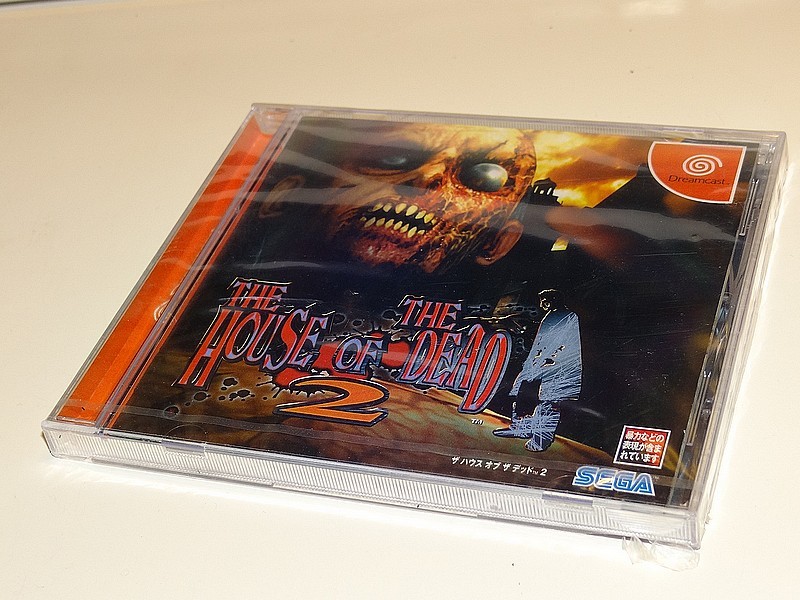 Dreamcast
THE
HOUSE OF
THE
DEAD
2
TM
ザ ハウス オブ ザ デッド™ 2
暴力などの
表現が含ま
れています
SEGA